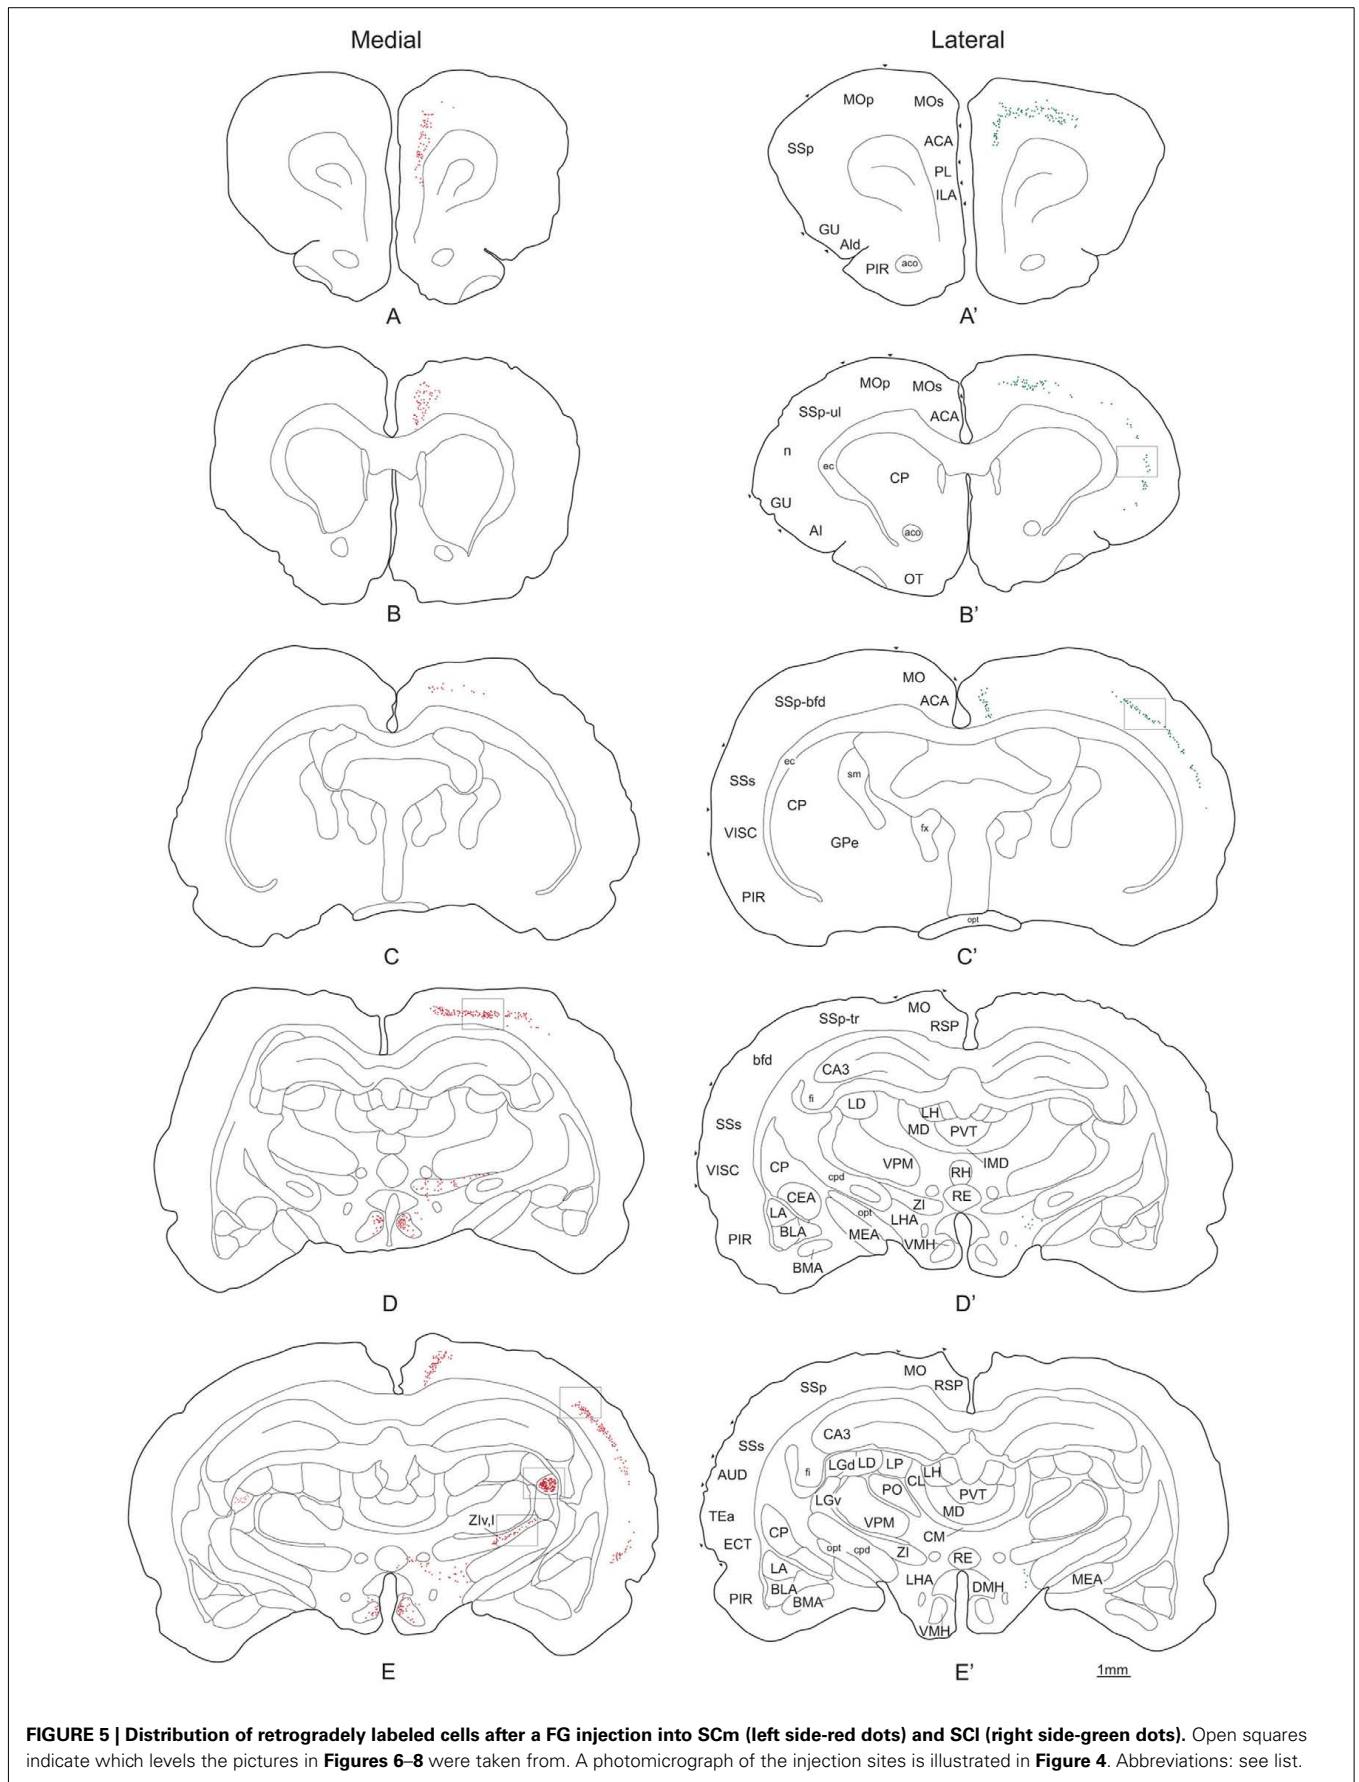 Medial
Lateral
A
MOp
MOs
SSp
ACA
PL
ILA
GU
AId
PIR
aco
A'
B
MOp
MOs
SSp-ul
ACA
n
ec
CP
GU
AI
aco
OT
B'
C
MO
SSp-bfd
ACA
ec
SSs
sm
CP
VISC
fx
GPe
PIR
opt
C'
D
MO
SSp-tr
RSP
bfd
CA3
fi
LD
LH
SSs
MD
PVT
VISC
CP
VPM
IMD
cpd
RH
CEA
ZI
RE
LA
opt
LHA
PIR
BLA
MEA
VMH
BMA
D'
ZIv,l
E
MO
SSp
RSP
SSs
CA3
AUD
fi
LGd
LD
LP
CL
LH
PO
PVT
LGv
MD
TEa
VPM
CM
ECT
CP
opt
cpd
ZI
RE
LA
LHA
DMH
MEA
PIR
BLA
BMA
VMH
E'
1mm
FIGURE 5 | Distribution of retrogradely labeled cells after a FG injection into SCm (left side-red dots) and SCl (right side-green dots). Open squares
indicate which levels the pictures in Figures 6–8 were taken from. A photomicrograph of the injection sites is illustrated in Figure 4. Abbreviations: see list.